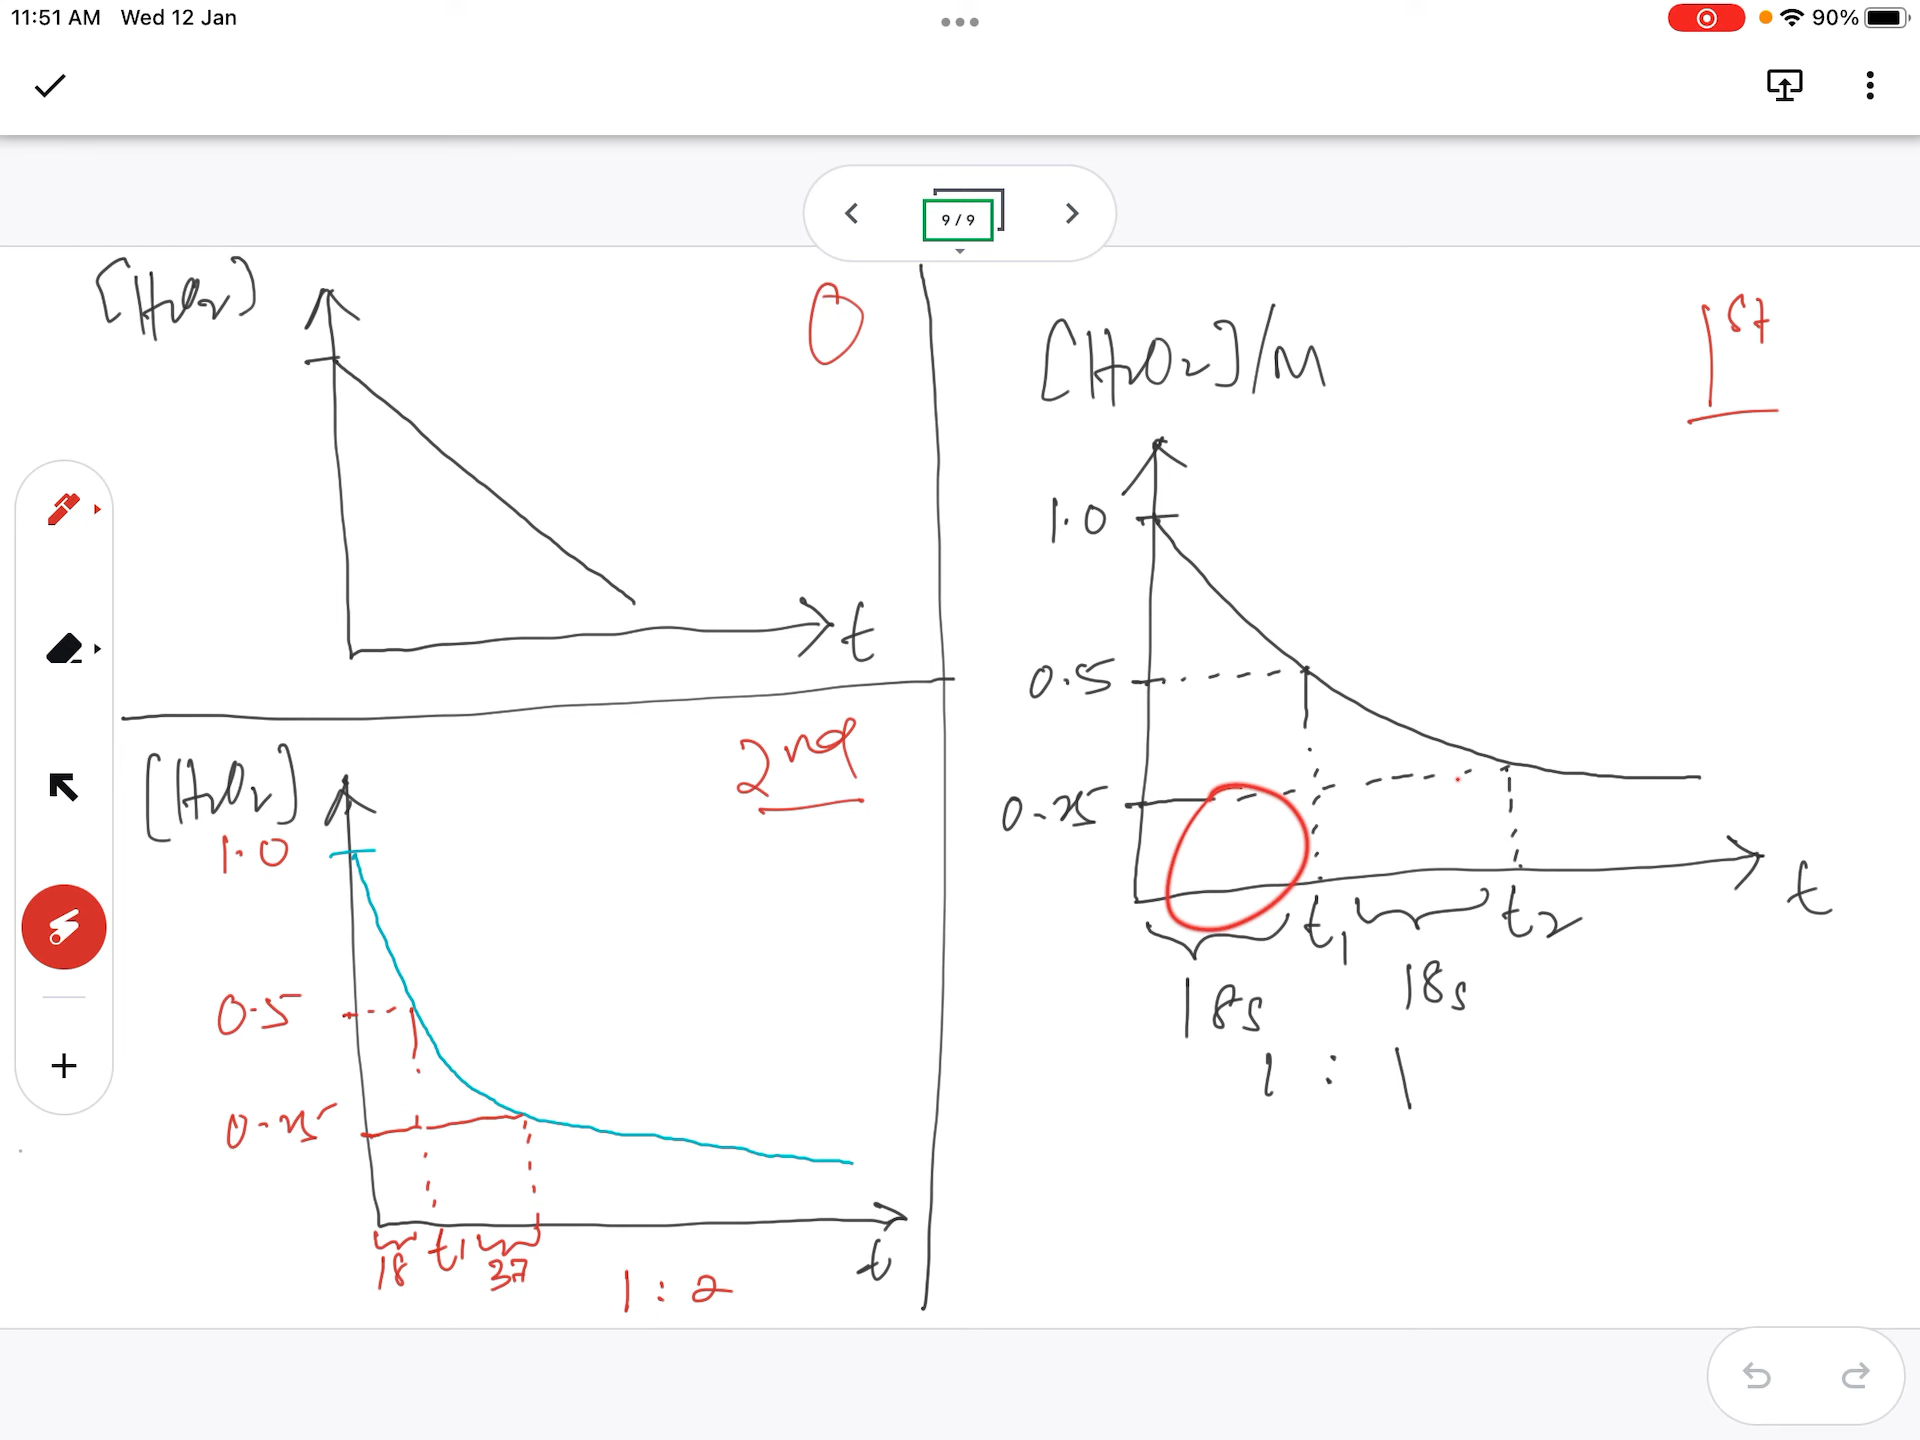 11:51 AM Wed 12 Jan
90%
9 / 9
[H2O2]
0
t
[H2O2]/M
1st
1.0
0.5
0.25
t
t1
t2
18s
18s
1 : 1
[H2O2]
2nd
1.0
0.5
0.25
18
t1
37
t
1 : 2